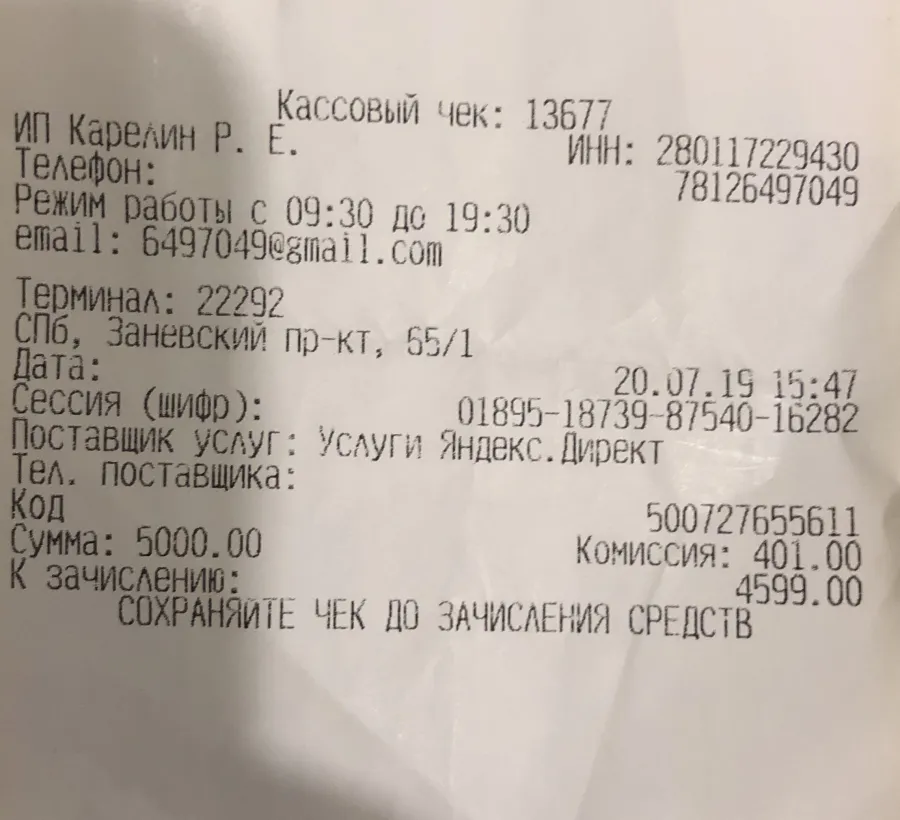 Кассовый чек: 13677
ИП Карелин Р. Е.
ИНН: 280117229430
Телефон: 78126497049
Режим работы с 09:30 до 19:30
email: 6497049@gmail.com
Терминал: 22292
СПб, Заневский пр-кт, 65/1
Дата: 20.07.19 15:47
Сессия (шифр): 01895-18739-87540-16282
Поставщик услуг: Услуги Яндекс.Директ
Тел. поставщика:
Код 500727655611
Сумма: 5000.00 Комиссия: 401.00
К зачислению: 4599.00
СОХРАНЯЙТЕ ЧЕК ДО ЗАЧИСЛЕНИЯ СРЕДСТВ